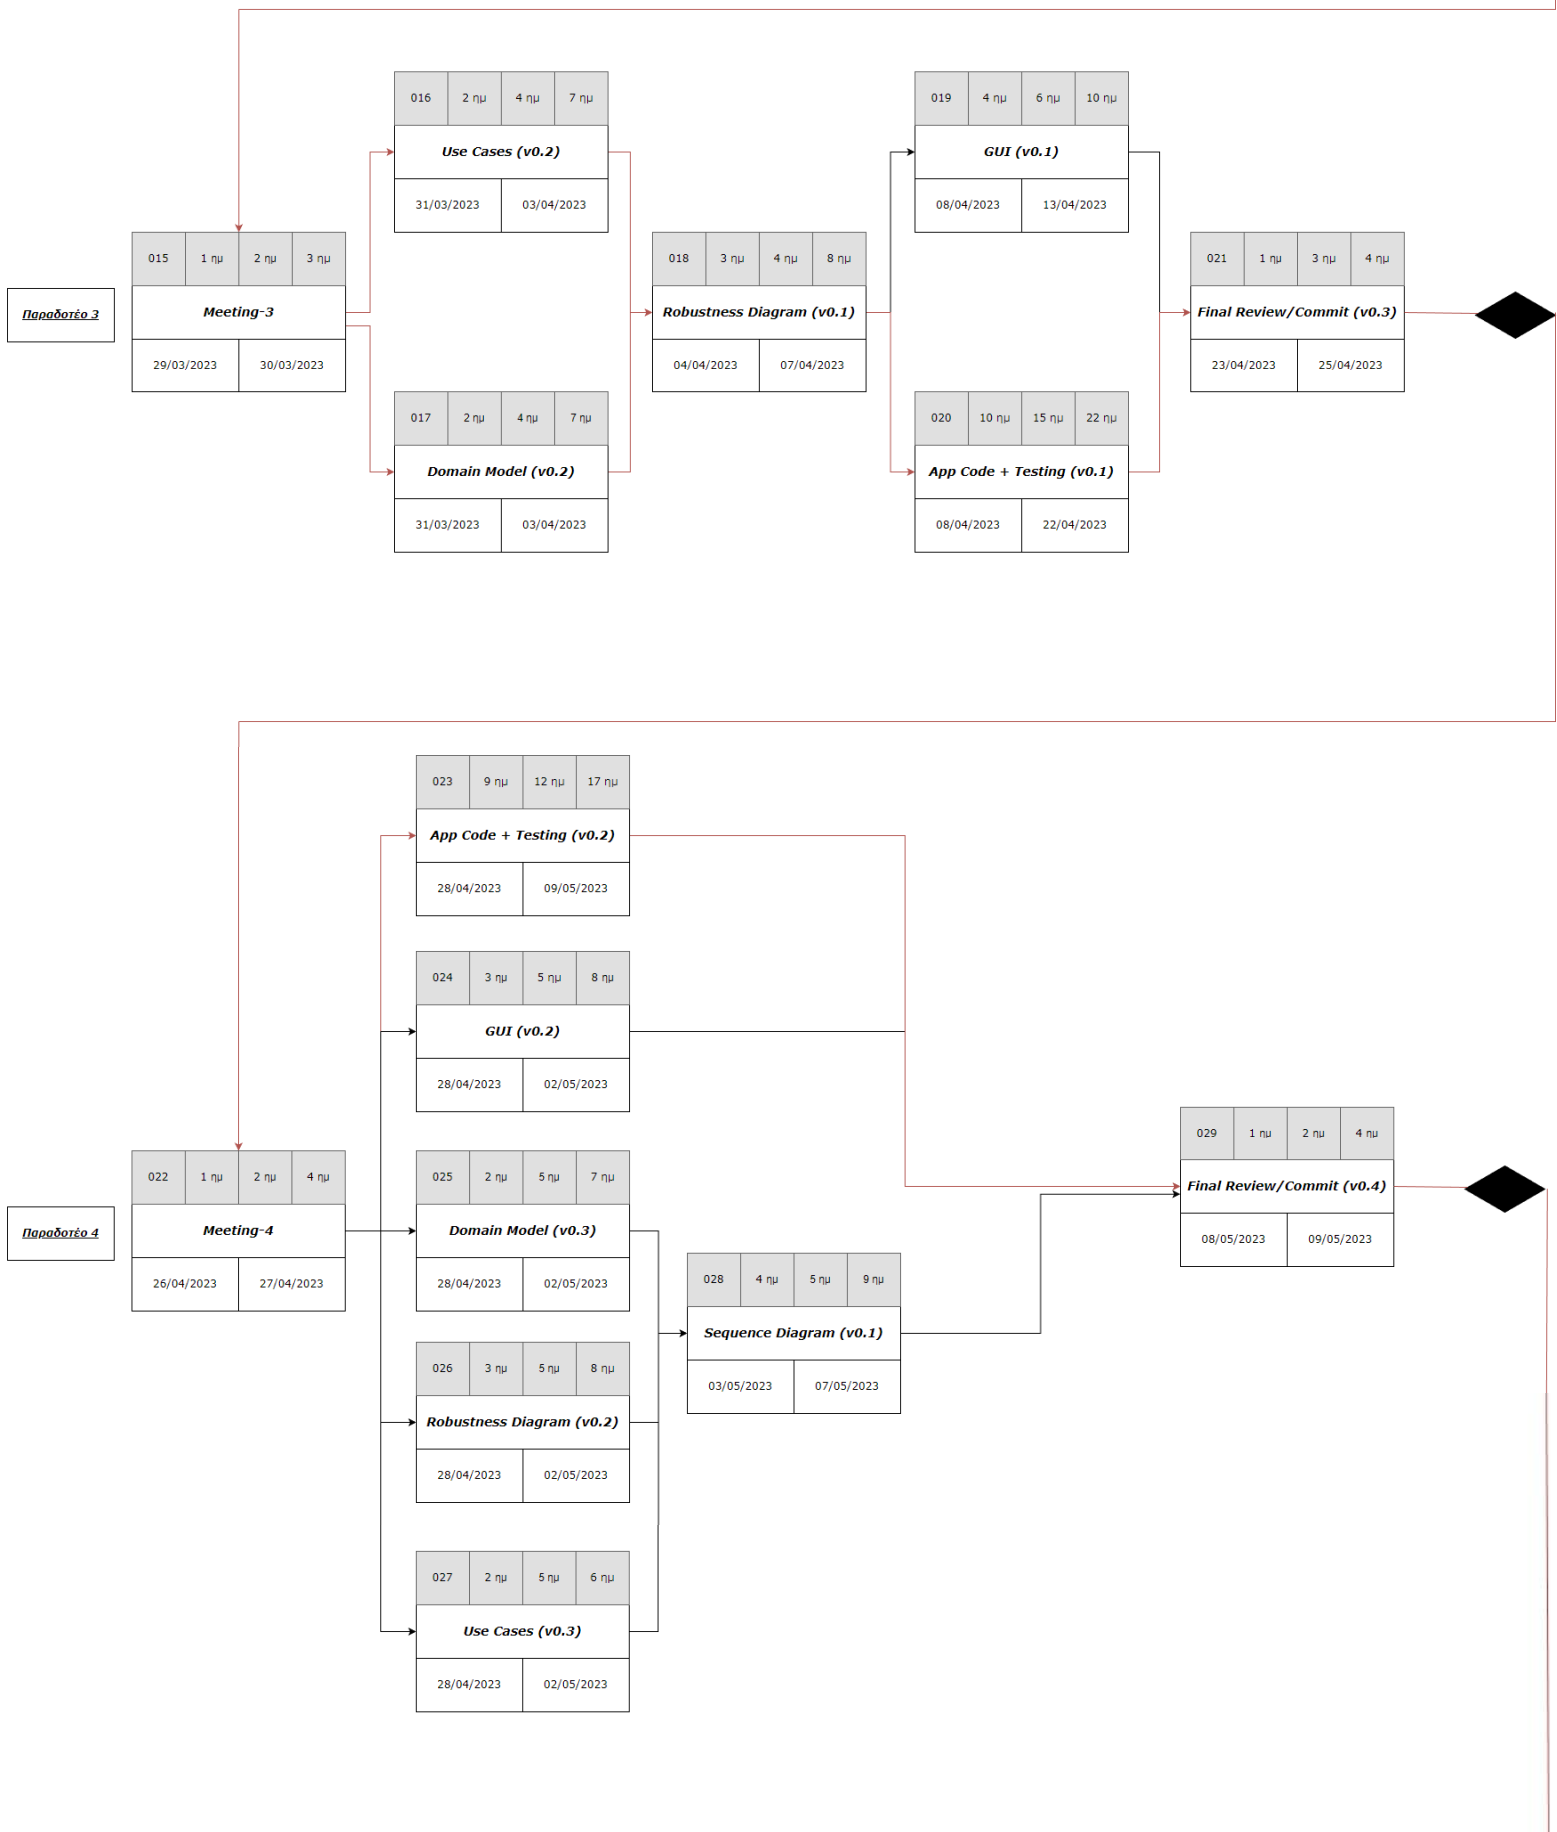 Παραδοτέο 3
015 1 ημ 2 ημ 3 ημ
Meeting-3
29/03/2023 30/03/2023
016 2 ημ 4 ημ 7 ημ
Use Cases (v0.2)
31/03/2023 03/04/2023
017 2 ημ 4 ημ 7 ημ
Domain Model (v0.2)
31/03/2023 03/04/2023
018 3 ημ 4 ημ 8 ημ
Robustness Diagram (v0.1)
04/04/2023 07/04/2023
019 4 ημ 6 ημ 10 ημ
GUI (v0.1)
08/04/2023 13/04/2023
020 10 ημ 15 ημ 22 ημ
App Code + Testing (v0.1)
08/04/2023 22/04/2023
021 1 ημ 3 ημ 4 ημ
Final Review/Commit (v0.3)
23/04/2023 25/04/2023
Παραδοτέο 4
022 1 ημ 2 ημ 4 ημ
Meeting-4
26/04/2023 27/04/2023
023 9 ημ 12 ημ 17 ημ
App Code + Testing (v0.2)
28/04/2023 09/05/2023
024 3 ημ 5 ημ 8 ημ
GUI (v0.2)
28/04/2023 02/05/2023
025 2 ημ 5 ημ 7 ημ
Domain Model (v0.3)
28/04/2023 02/05/2023
026 3 ημ 5 ημ 8 ημ
Robustness Diagram (v0.2)
28/04/2023 02/05/2023
027 2 ημ 5 ημ 6 ημ
Use Cases (v0.3)
28/04/2023 02/05/2023
028 4 ημ 5 ημ 9 ημ
Sequence Diagram (v0.1)
03/05/2023 07/05/2023
029 1 ημ 2 ημ 4 ημ
Final Review/Commit (v0.4)
08/05/2023 09/05/2023